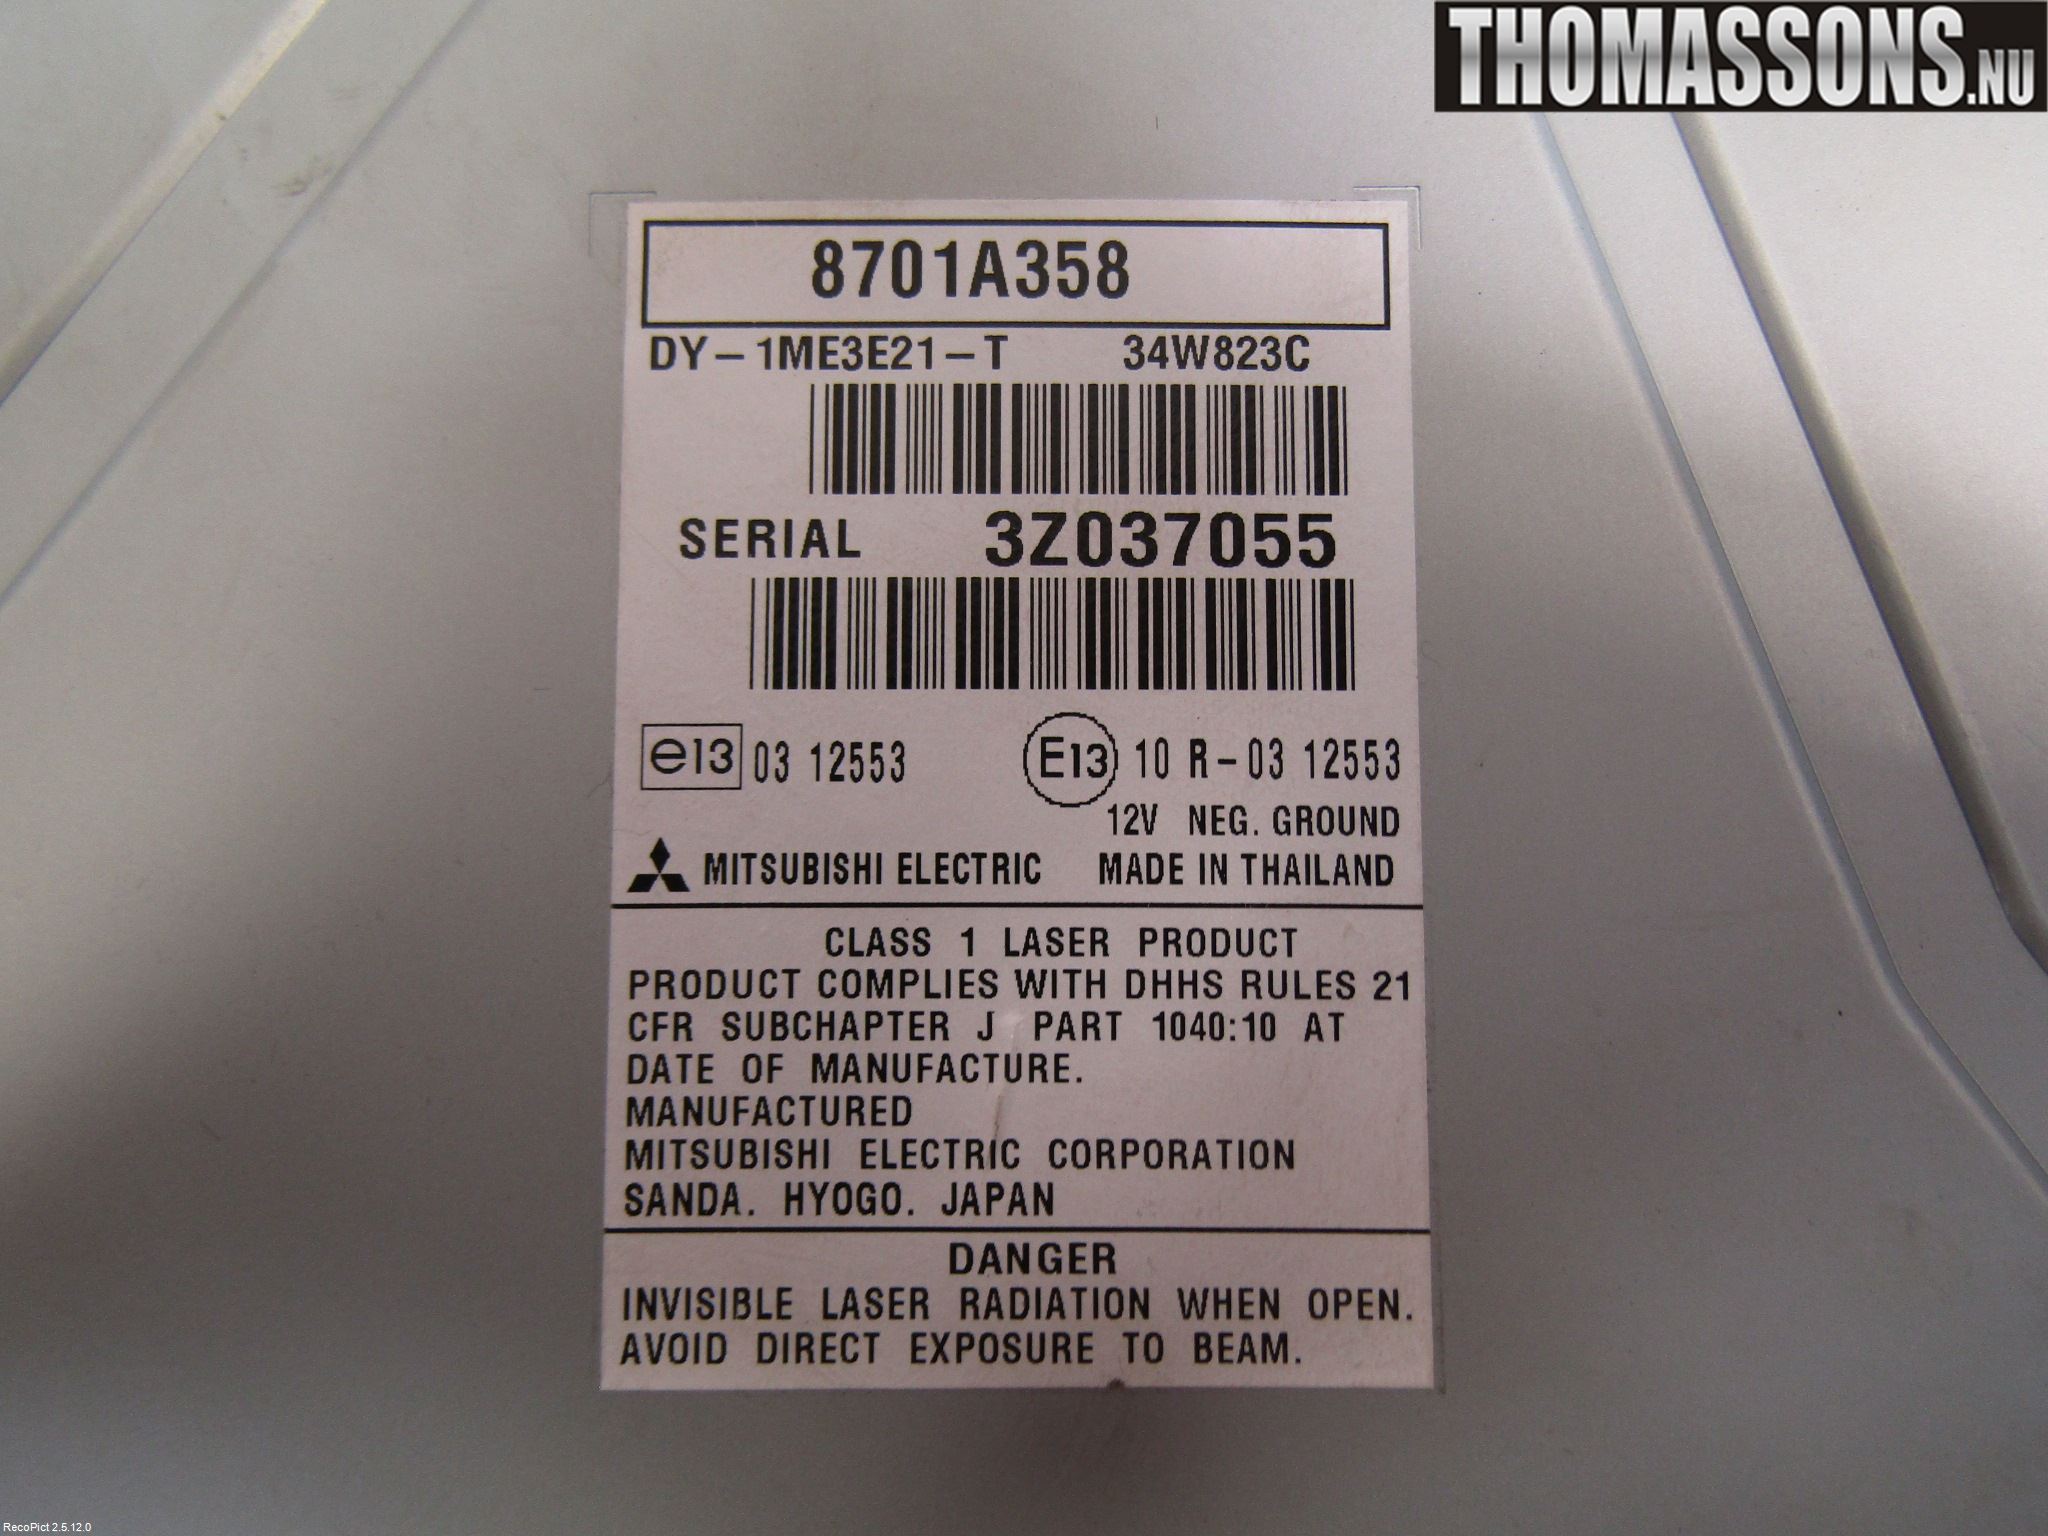 THOMASSONS.NU
8701A358
DY-1ME3E21-T 34W823C
SERIAL 3Z037055
e13 03 12553 E13 10 R-03 12553
12V NEG. GROUND
MITSUBISHI ELECTRIC MADE IN THAILAND
CLASS 1 LASER PRODUCT
PRODUCT COMPLIES WITH DHHS RULES 21
CFR SUBCHAPTER J PART 1040:10 AT
DATE OF MANUFACTURE.
MANUFACTURED
MITSUBISHI ELECTRIC CORPORATION
SANDA. HYOGO. JAPAN
DANGER
INVISIBLE LASER RADIATION WHEN OPEN.
AVOID DIRECT EXPOSURE TO BEAM.
RecoPict 2.5.12.0